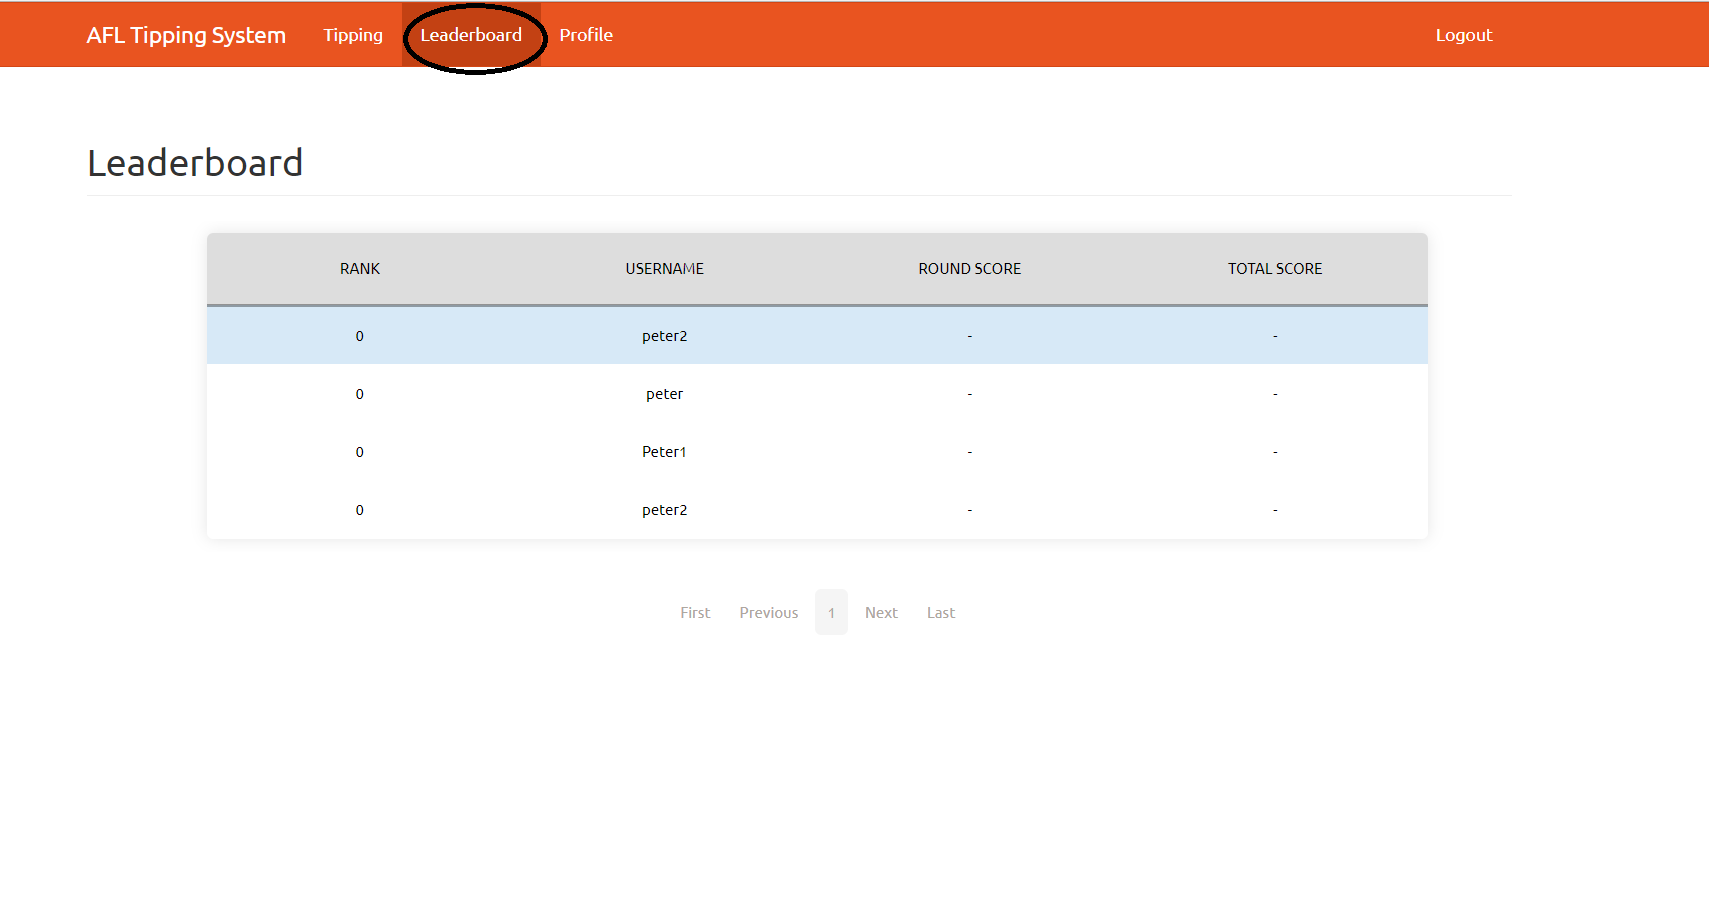 AFL Tipping System Tipping Leaderboard Profile Logout
Leaderboard
RANK USERNAME ROUND SCORE TOTAL SCORE
0 peter2 - -
0 peter - -
0 Peter1 - -
0 peter2 - -
First Previous 1 Next Last